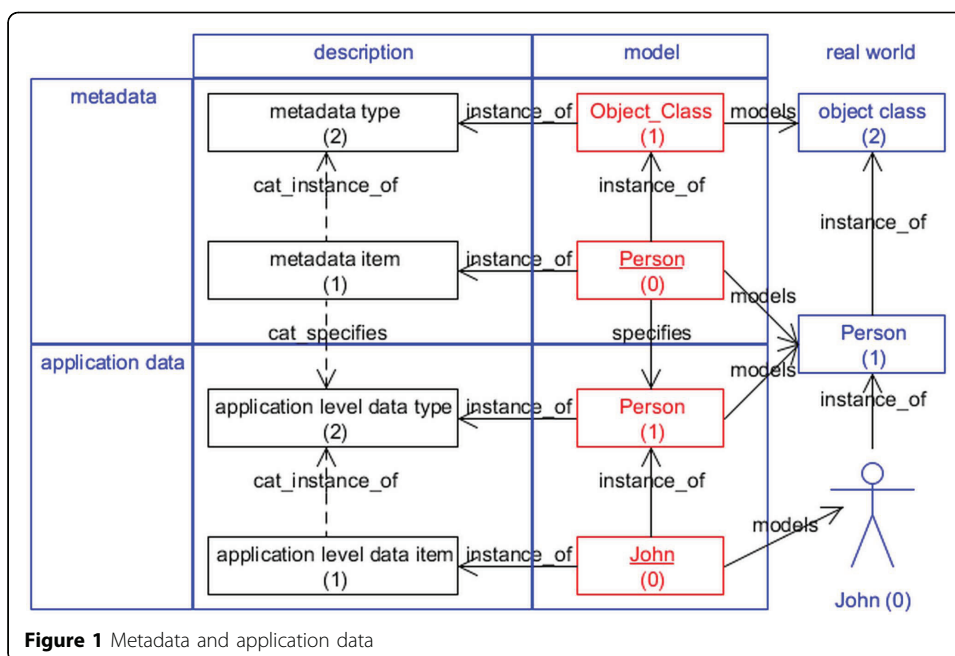 description model real world
metadata
metadata type
(2)
instance_of
Object_Class
(1)
models
object class
(2)
cat_instance_of
instance_of
instance_of
metadata item
(1)
instance_of
Person
(0)
models
cat_specifies
specifies
Person
(1)
application data
models
application level data type
(2)
instance_of
Person
(1)
instance_of
cat_instance_of
instance_of
models
application level data item
(1)
instance_of
John
(0)
John (0)
Figure 1 Metadata and application data